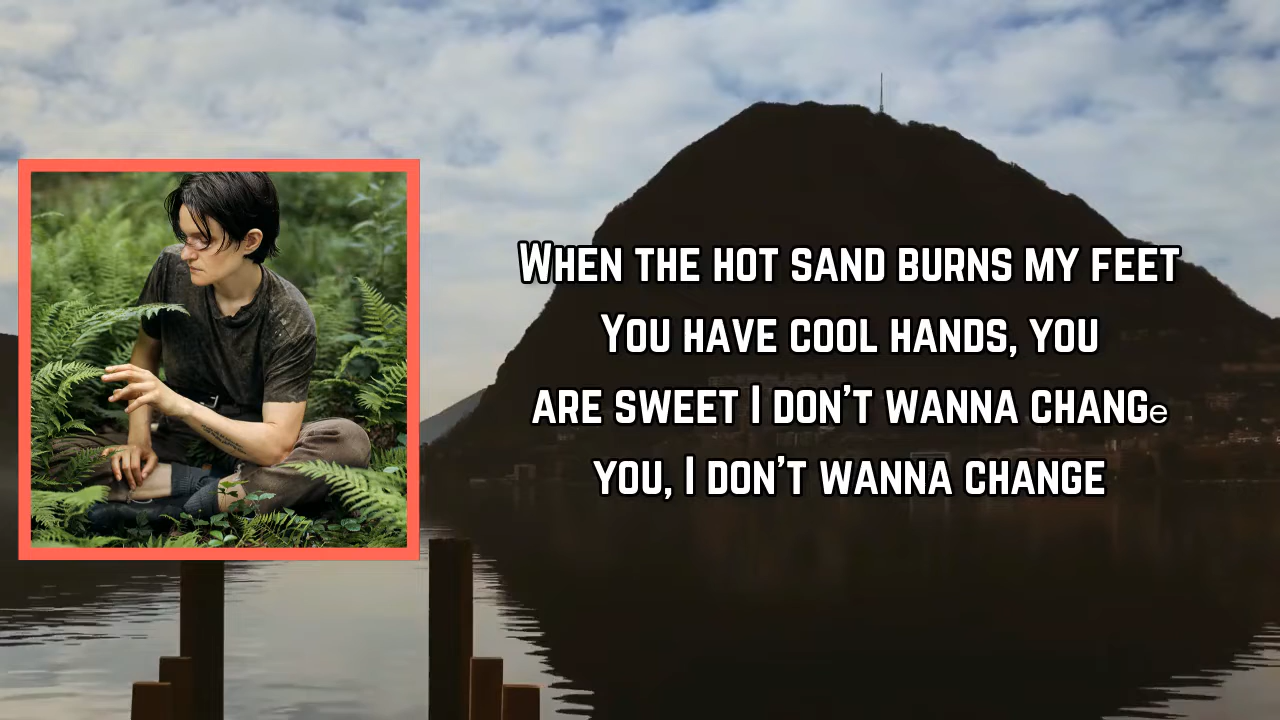 When the hot sand burns my feet
You have cool hands, you
are sweet I don't wanna change
you, I don't wanna change